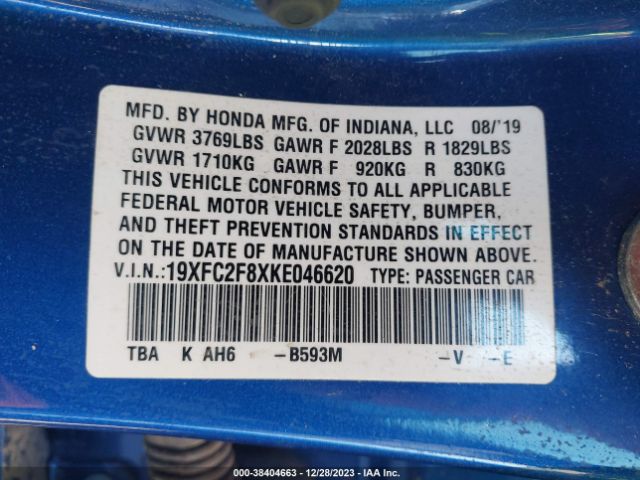 MFD. BY HONDA MFG. OF INDIANA, LLC 08/'19
GVWR 3769LBS GAWR F 2028LBS R 1829LBS
GVWR 1710KG GAWR F 920KG R 830KG
THIS VEHICLE CONFORMS TO ALL APPLICABLE
FEDERAL MOTOR VEHICLE SAFETY, BUMPER,
AND THEFT PREVENTION STANDARDS IN EFFECT
ON THE DATE OF MANUFACTURE SHOWN ABOVE.
V.I.N.:19XFC2F8XKE046620 TYPE: PASSENGER CAR
TBA K AH6 -B593M -V -E
000-38404663 - 12/28/2023 - IAA Inc.